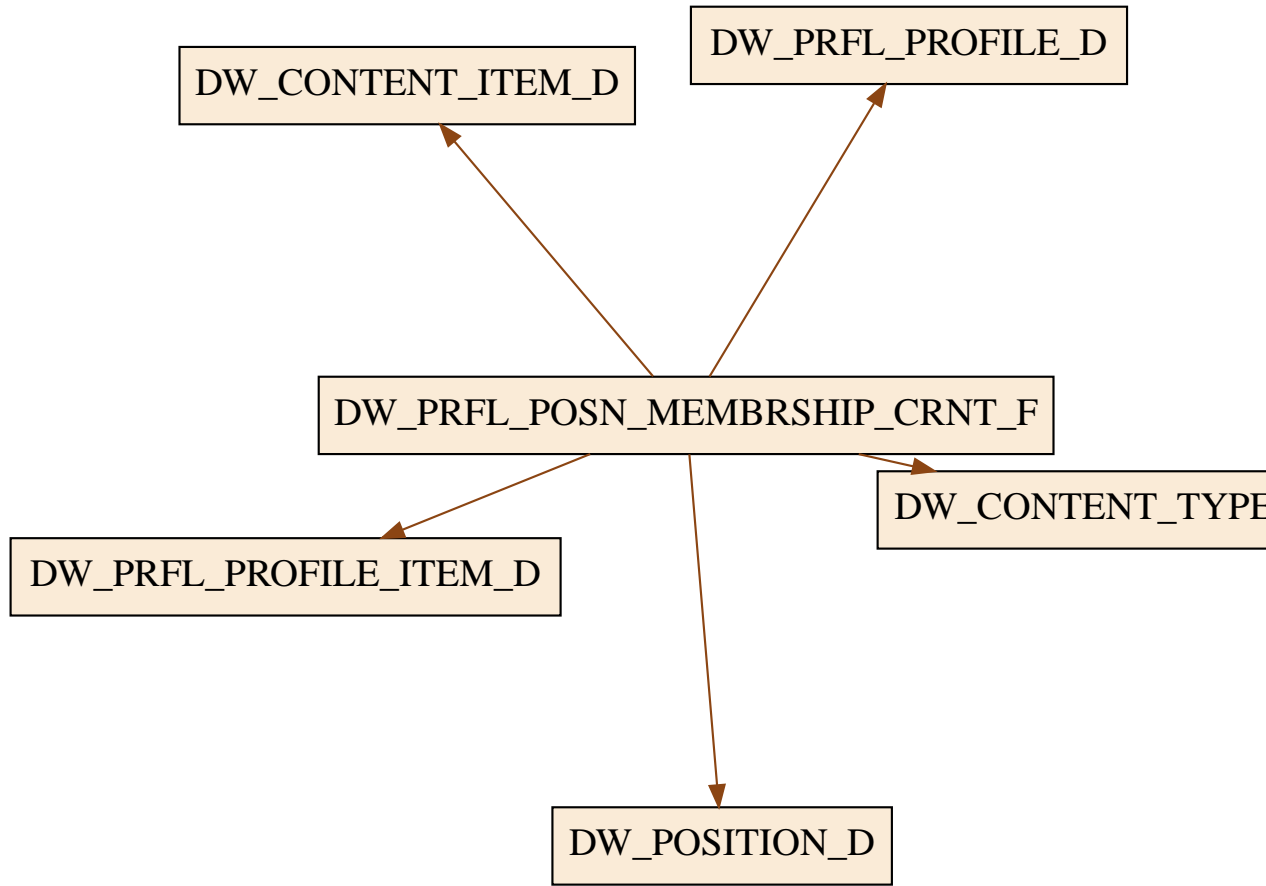 DW_PRFL_PROFILE_D
DW_CONTENT_ITEM_D
DW_PRFL_POSN_MEMBRSHIP_CRNT_F
DW_CONTENT_TYPE
DW_PRFL_PROFILE_ITEM_D
DW_POSITION_D